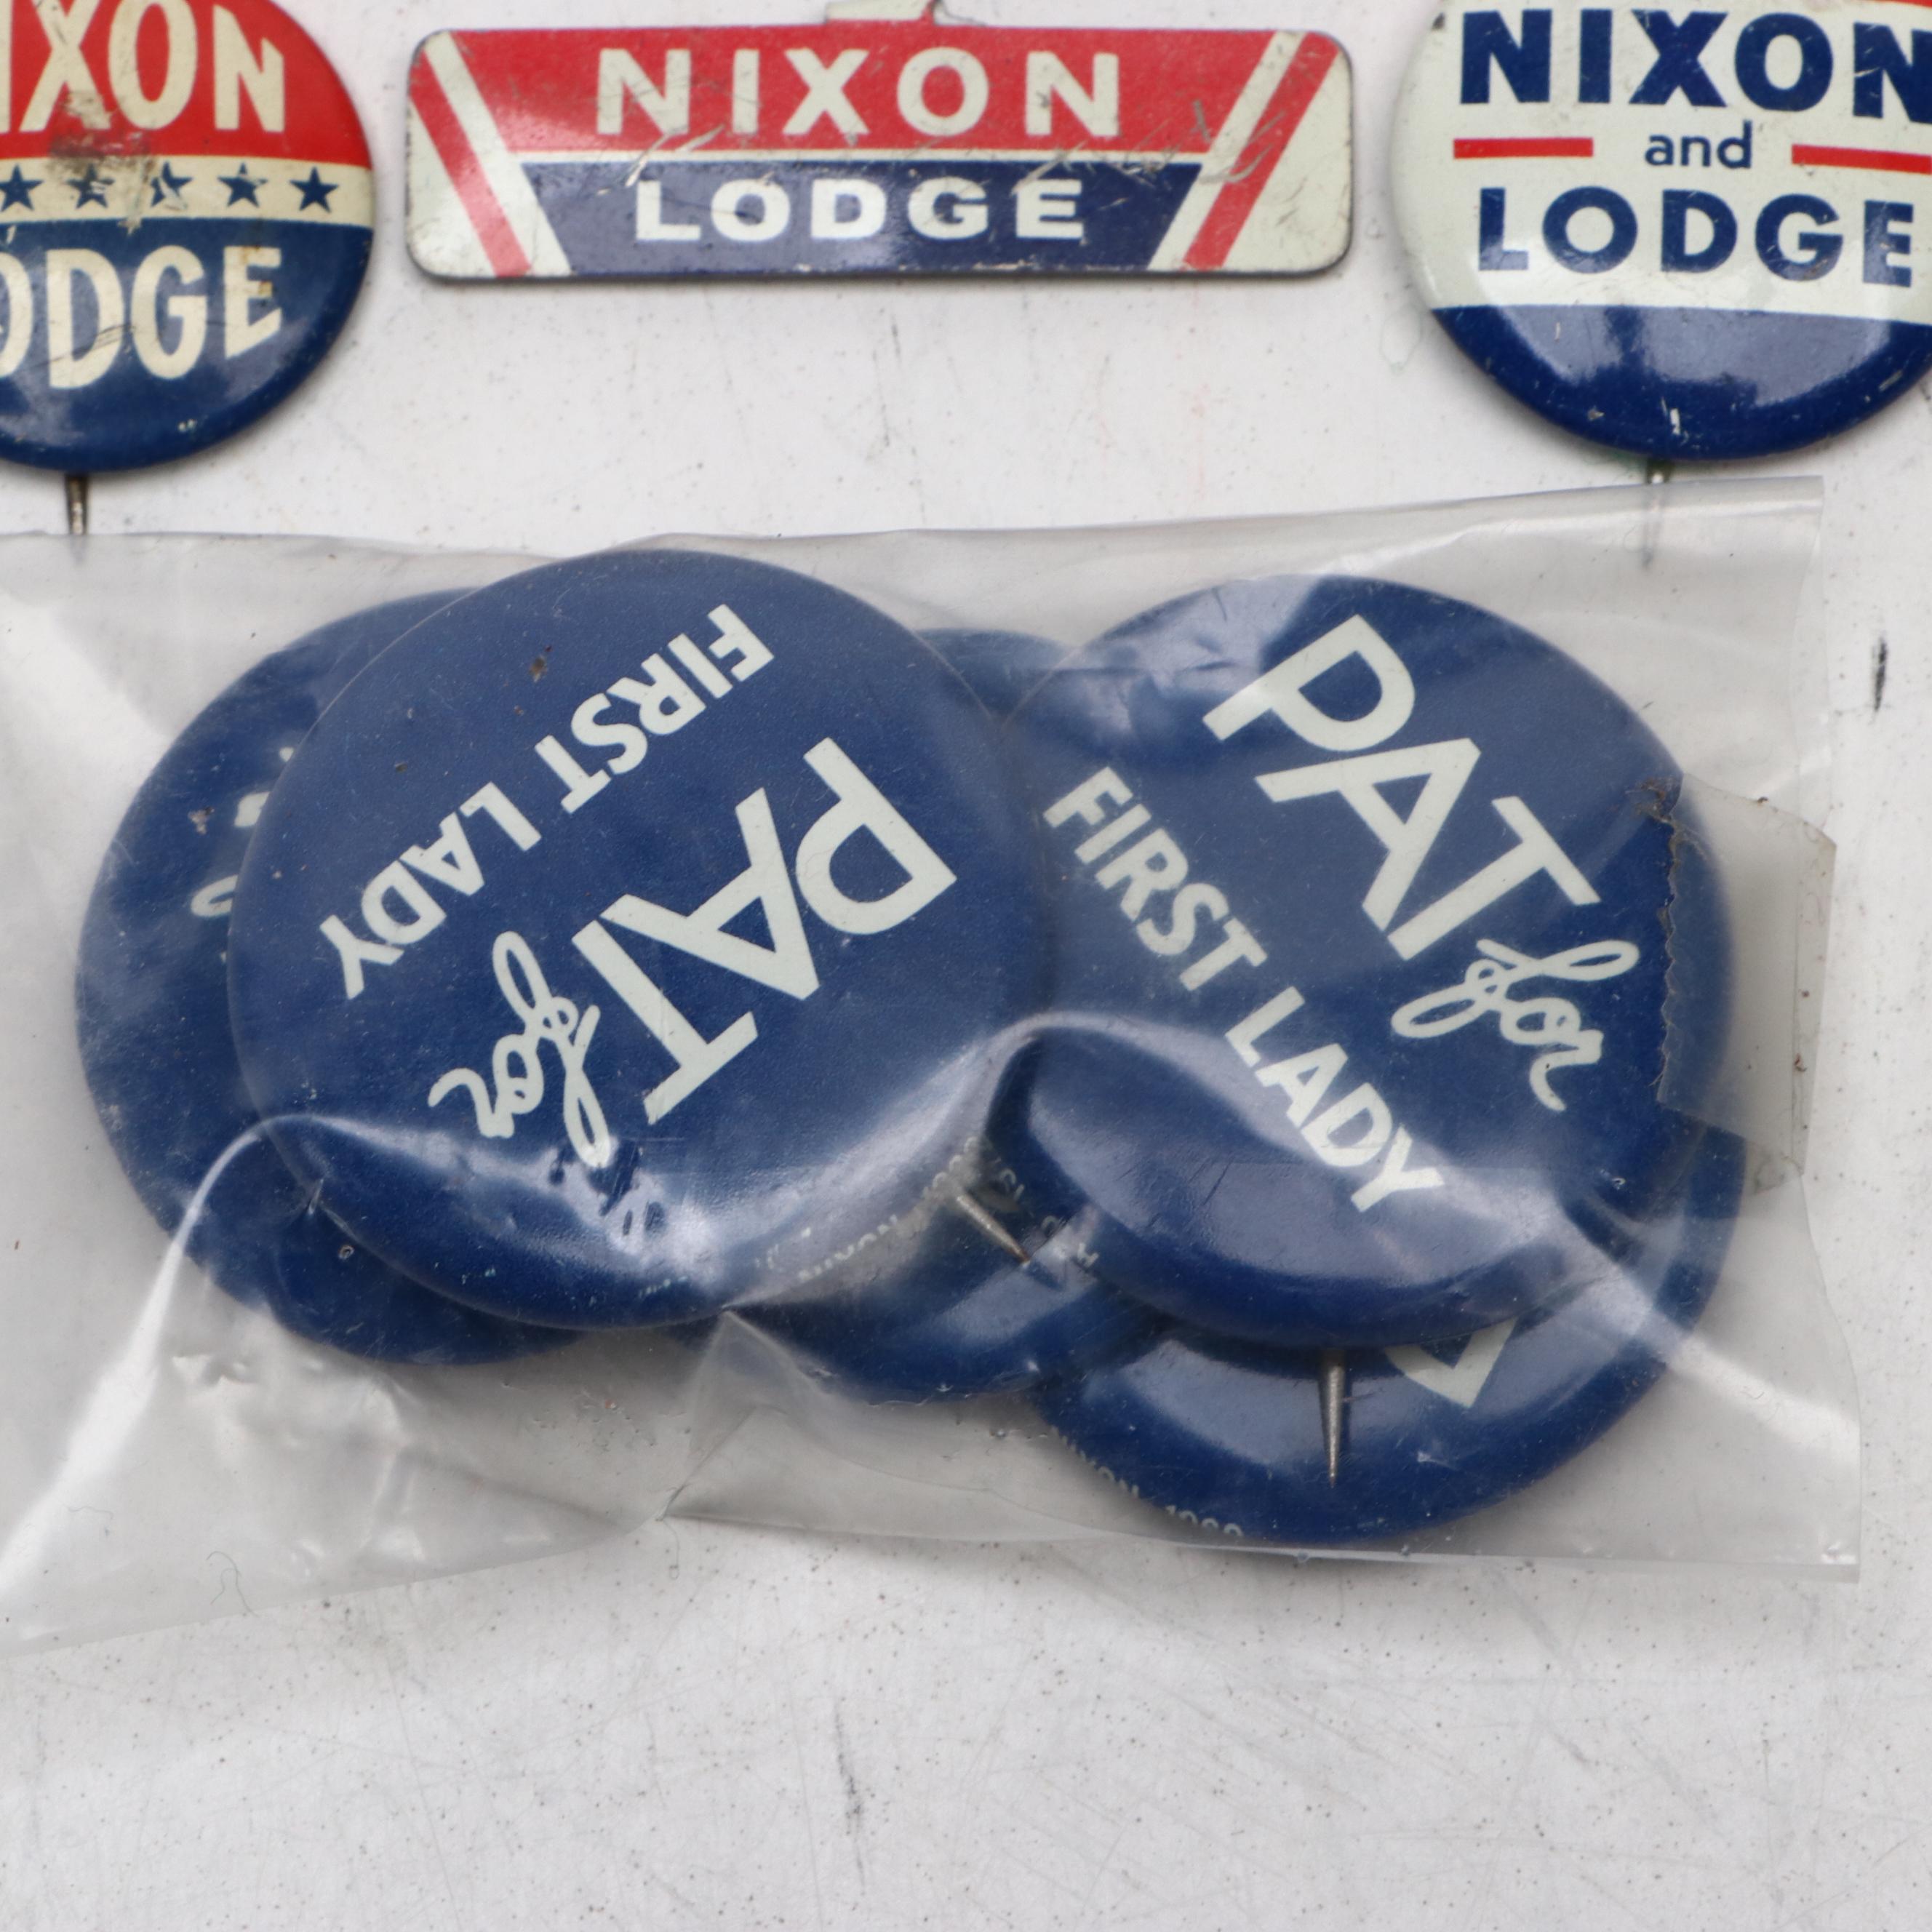 IXON
ODGE
NIXON
LODGE
NIXON
and
LODGE
PAT
for
FIRST LADY
PAT
for
FIRST LADY